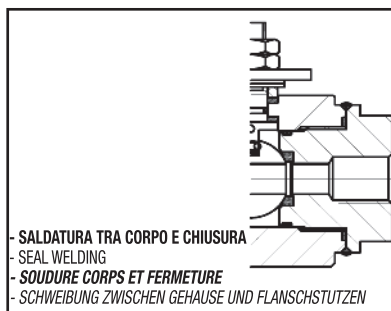 - SALDATURA TRA CORPO E CHIUSURA
- SEAL WELDING
- SOUDURE CORPS ET FERMETURE
- SCHWEIBUNG ZWISCHEN GEHAUSE UND FLANSCHSTUTZEN